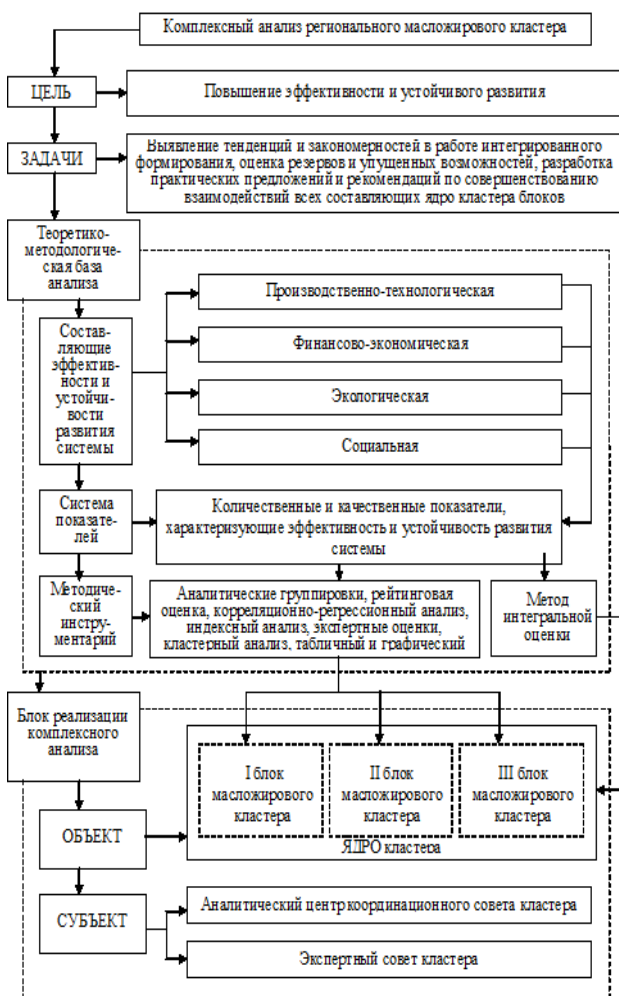 Комплексный анализ регионального масложирового кластера
ЦЕЛЬ
Повышение эффективности и устойчивого развития
ЗАДАЧИ
Выявление тенденций и закономерностей в работе интегрированного
формирования, оценка резервов и упущенных возможностей, разработка
практических предложений и рекомендаций по совершенствованию
взаимодействий всех составляющих ядро кластера блоков
Теоретико-
методологиче-
ская база
анализа
Состав-
ляющие
эффектив-
ности и
устойчи-
вости
развития
системы
Производственно-технологическая
Финансово-экономическая
Экологическая
Социальная
Система
показате-
лей
Количественные и качественные показатели,
характеризующие эффективность и устойчивость развития
системы
Методичес-
кий
инстру-
ментарий
Аналитические группировки, рейтинговая
оценка, корреляционно-регрессионный анализ,
индексный анализ, экспертные оценки,
кластерный анализ, табличный и графический
Метод
интегральной
оценки
Блок реализации
комплексного
анализа
I блок
масложирового
кластера
II блок
масложирового
кластера
III блок
масложирового
кластера
ЯДРО кластера
ОБЪЕКТ
СУБЪЕКТ
Аналитический центр координационного совета кластера
Экспертный совет кластера